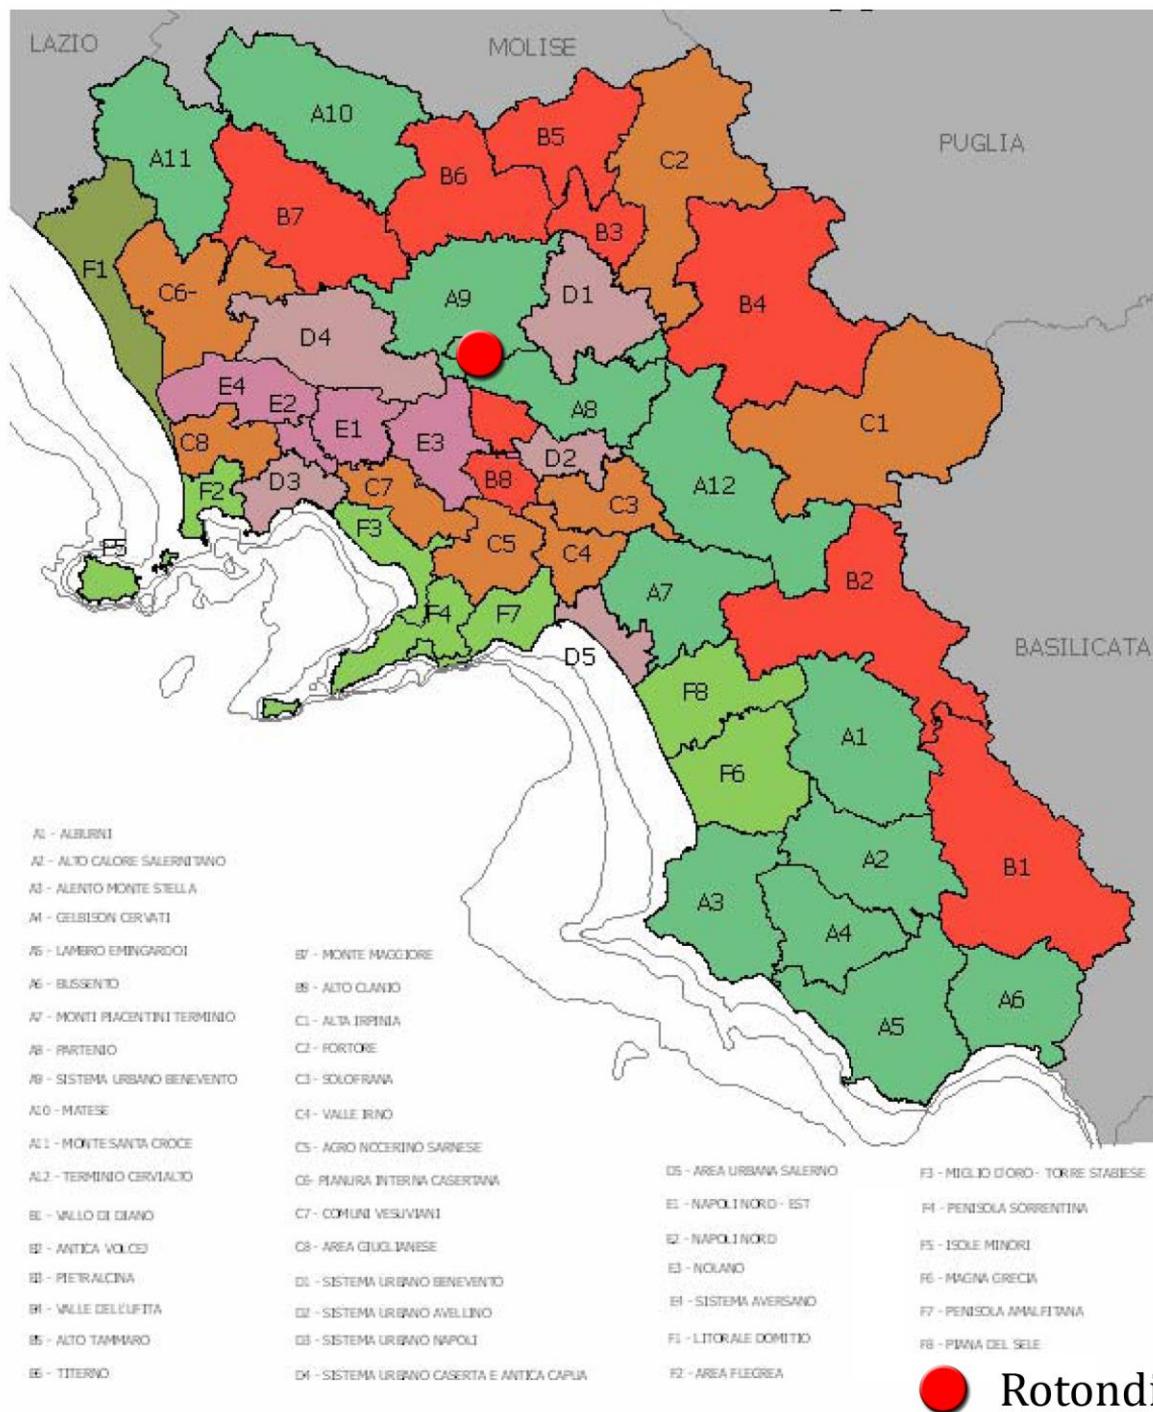 LAZIO
MOLISE
PUGLIA
BASILICATA
A10
A11
B5
B6
C2
B7
B3
F1
C6-
A9
D1
B4
D4
E4
E2
E1
E3
A8
C1
C8
D2
F2
D3
C7
B8
C3
A12
F3
C5
C4
F5
F4
F7
A7
B2
D5
F8
A1
F6
A2
B1
A3
A4
A5
A6
A1 - ALBURNI
A2 - ALTO CALORE SALERNITANO
A3 - ALENTO MONTE STELLA
A4 - GELBISON CERVATI
A5 - LAMBRO EMINGARDOI
A6 - BUSSENTO
A7 - MONTI PIACENTINI TERMINIO
A8 - PARTENIO
A9 - SISTEMA URBANO BENEVENTO
A10 - MATESE
A11 - MONTE SANTA CROCE
A12 - TERMINIO CERVIALTO
B1 - VALLO DI DIANO
B2 - ANTICA VOLCEJ
B3 - PIETRALCINA
B4 - VALLE DELL'UFITA
B5 - ALTO TAMMARO
B6 - TITERNO
B7 - MONTE MAGGIORE
B8 - ALTO CLANIO
C1 - ALTA IRPINIA
C2 - FORTORE
C3 - SOLOFRANA
C4 - VALLE IRNO
C5 - AGRO NOCERINO SARNESE
C6- PIANURA INTERNA CASERTANA
C7 - COMUNI VESUVIANI
C8 - AREA GIUGLIANESE
D1 - SISTEMA URBANO BENEVENTO
D2 - SISTEMA URBANO AVELLINO
D3 - SISTEMA URBANO NAPOLI
D4 - SISTEMA URBANO CASERTA E ANTICA CAPUA
D5 - AREA URBANA SALERNO
E1 - NAPOLI NORD - EST
E2 - NAPOLI NORD
E3 - NOLANO
E4 - SISTEMA AVERSANO
F1 - LITORALE DOMITIO
F2 - AREA FLEGREA
F3 - MIGLIO D'ORO - TORRE STABIESE
F4 - PENISOLA SORRENTINA
F5 - ISOLE MINORI
F6 - MAGNA GRECIA
F7 - PENISOLA AMALFITANA
F8 - PIANA DEL SELE
Rotondi